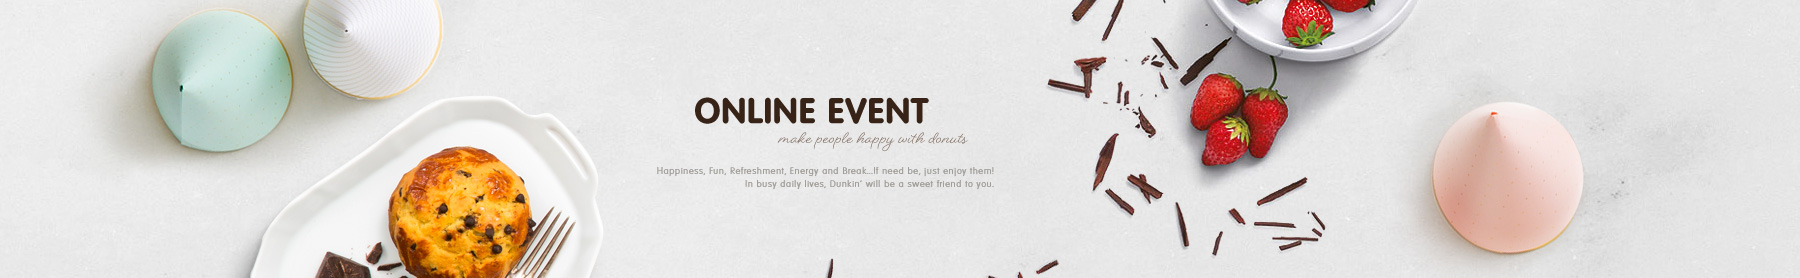 ONLINE EVENT
make people happy with donuts
Happiness, Fun, Refreshment, Energy and Break...If need be, just enjoy them!
In busy daily lives, Dunkin' will be a sweet friend to you.